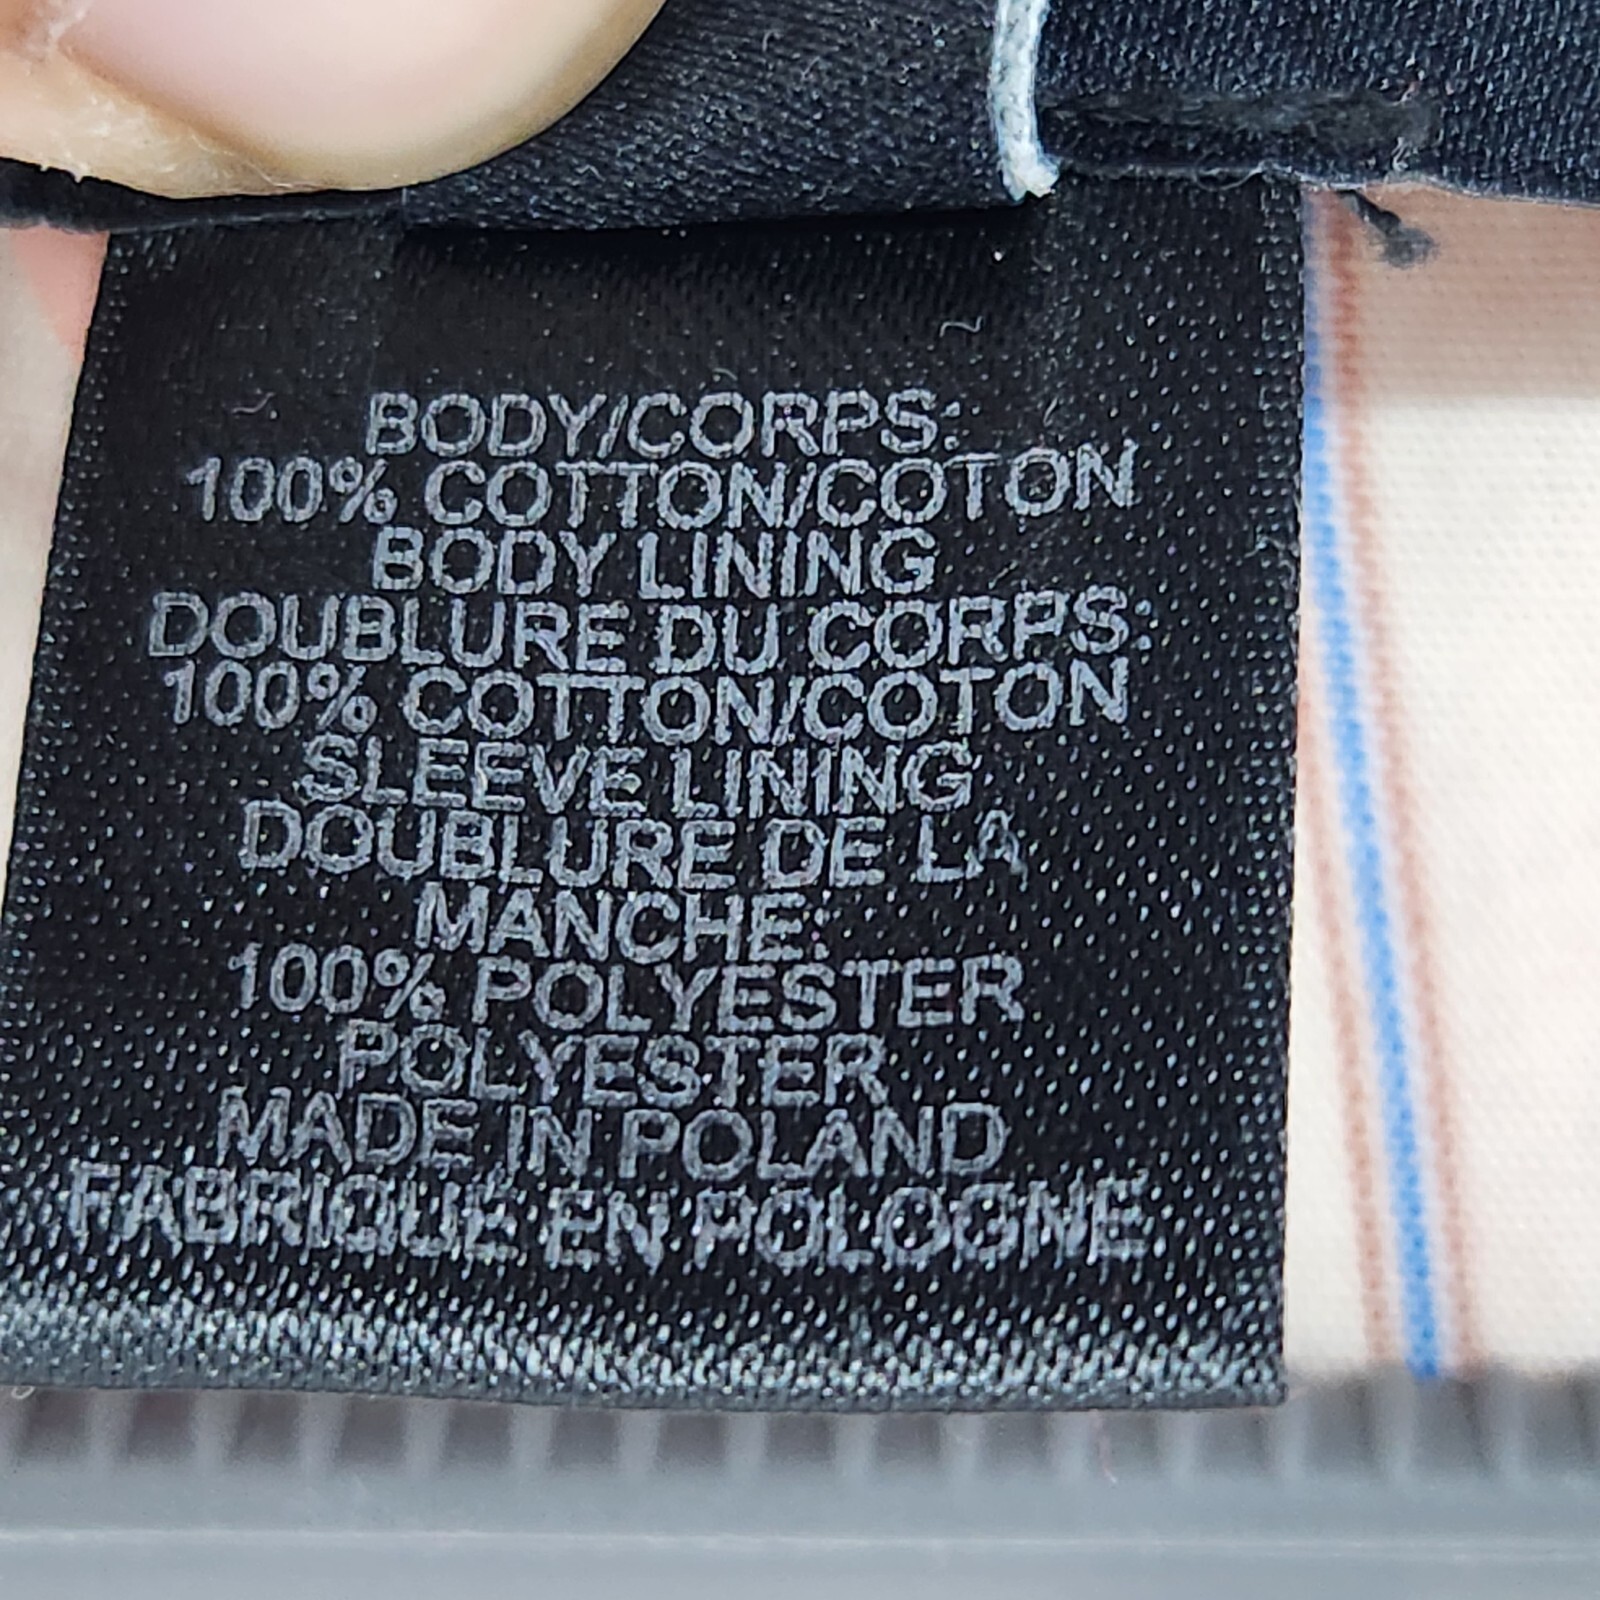 BODY/CORPS:
100% COTTON/COTON
BODY LINING
DOUBLURE DU CORPS:
100% COTTON/COTON
SLEEVE LINING
DOUBLURE DE LA
MANCHE:
100% POLYESTER
POLYESTER
MADE IN POLAND
FABRIQUE EN POLOGNE